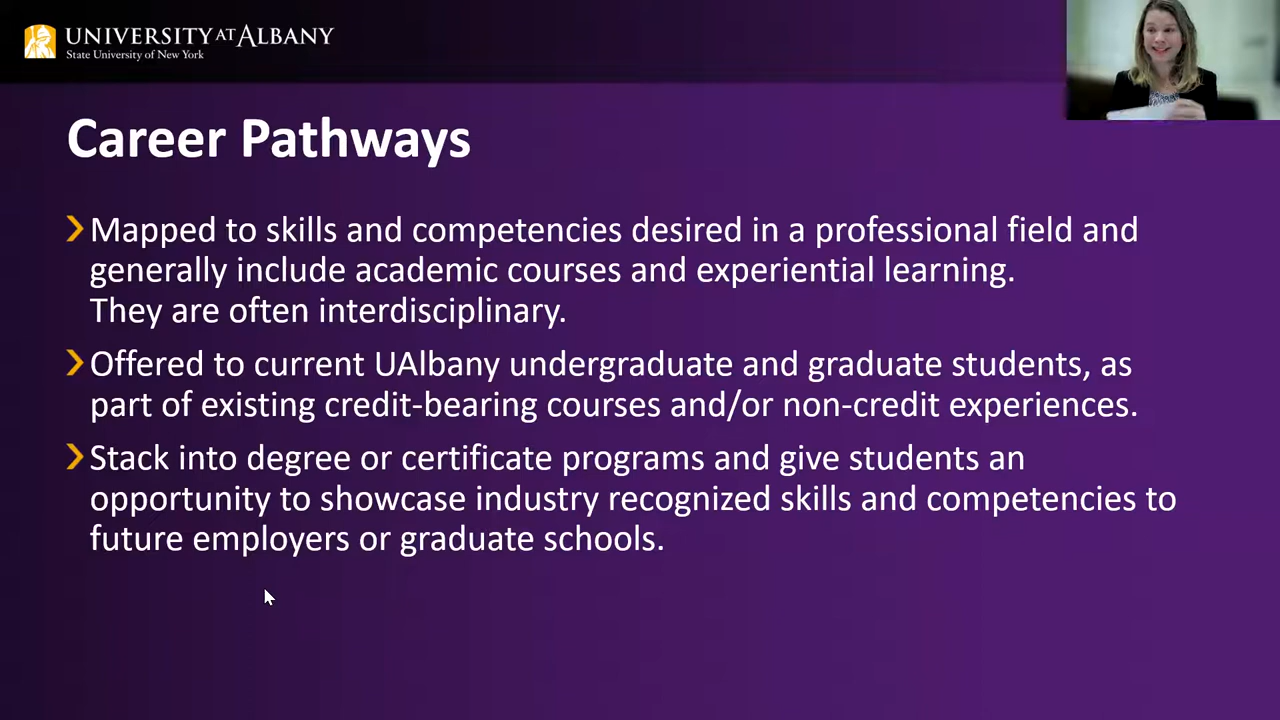 UNIVERSITY AT ALBANY
State University of New York
Career Pathways
Mapped to skills and competencies desired in a professional field and
generally include academic courses and experiential learning.
They are often interdisciplinary.
Offered to current UAlbany undergraduate and graduate students, as
part of existing credit-bearing courses and/or non-credit experiences.
Stack into degree or certificate programs and give students an
opportunity to showcase industry recognized skills and competencies to
future employers or graduate schools.